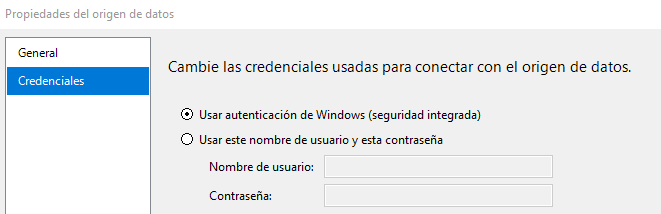 Propiedades del origen de datos
General
Credenciales
Cambie las credenciales usadas para conectar con el origen de datos.
Usar autenticación de Windows (seguridad integrada)
Usar este nombre de usuario y esta contraseña
Nombre de usuario:
Contraseña: